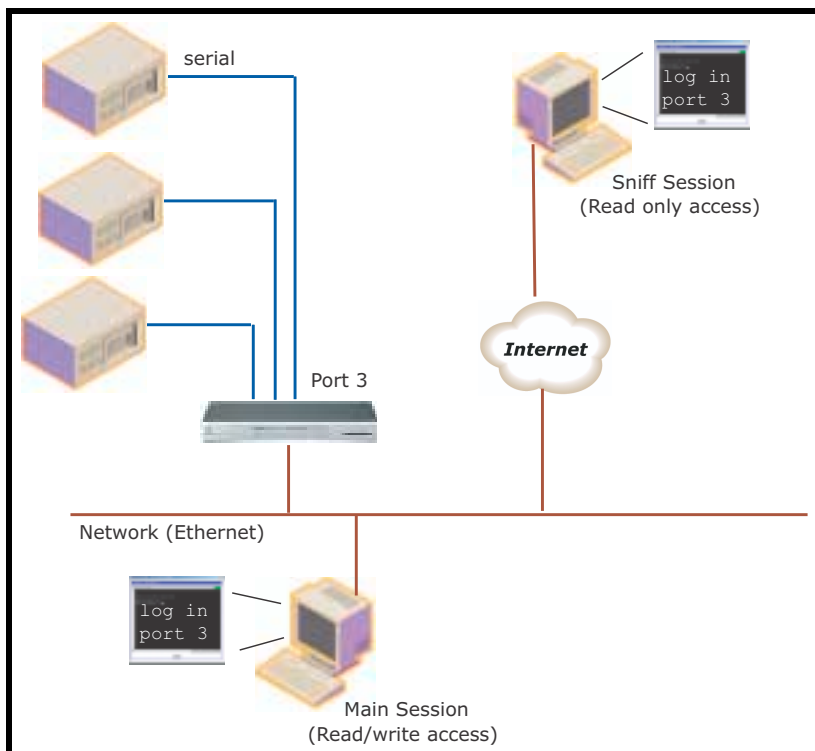 serial
log in
port 3
Sniff Session
(Read only access)
Internet
Port 3
Network (Ethernet)
log in
port 3
Main Session
(Read/write access)